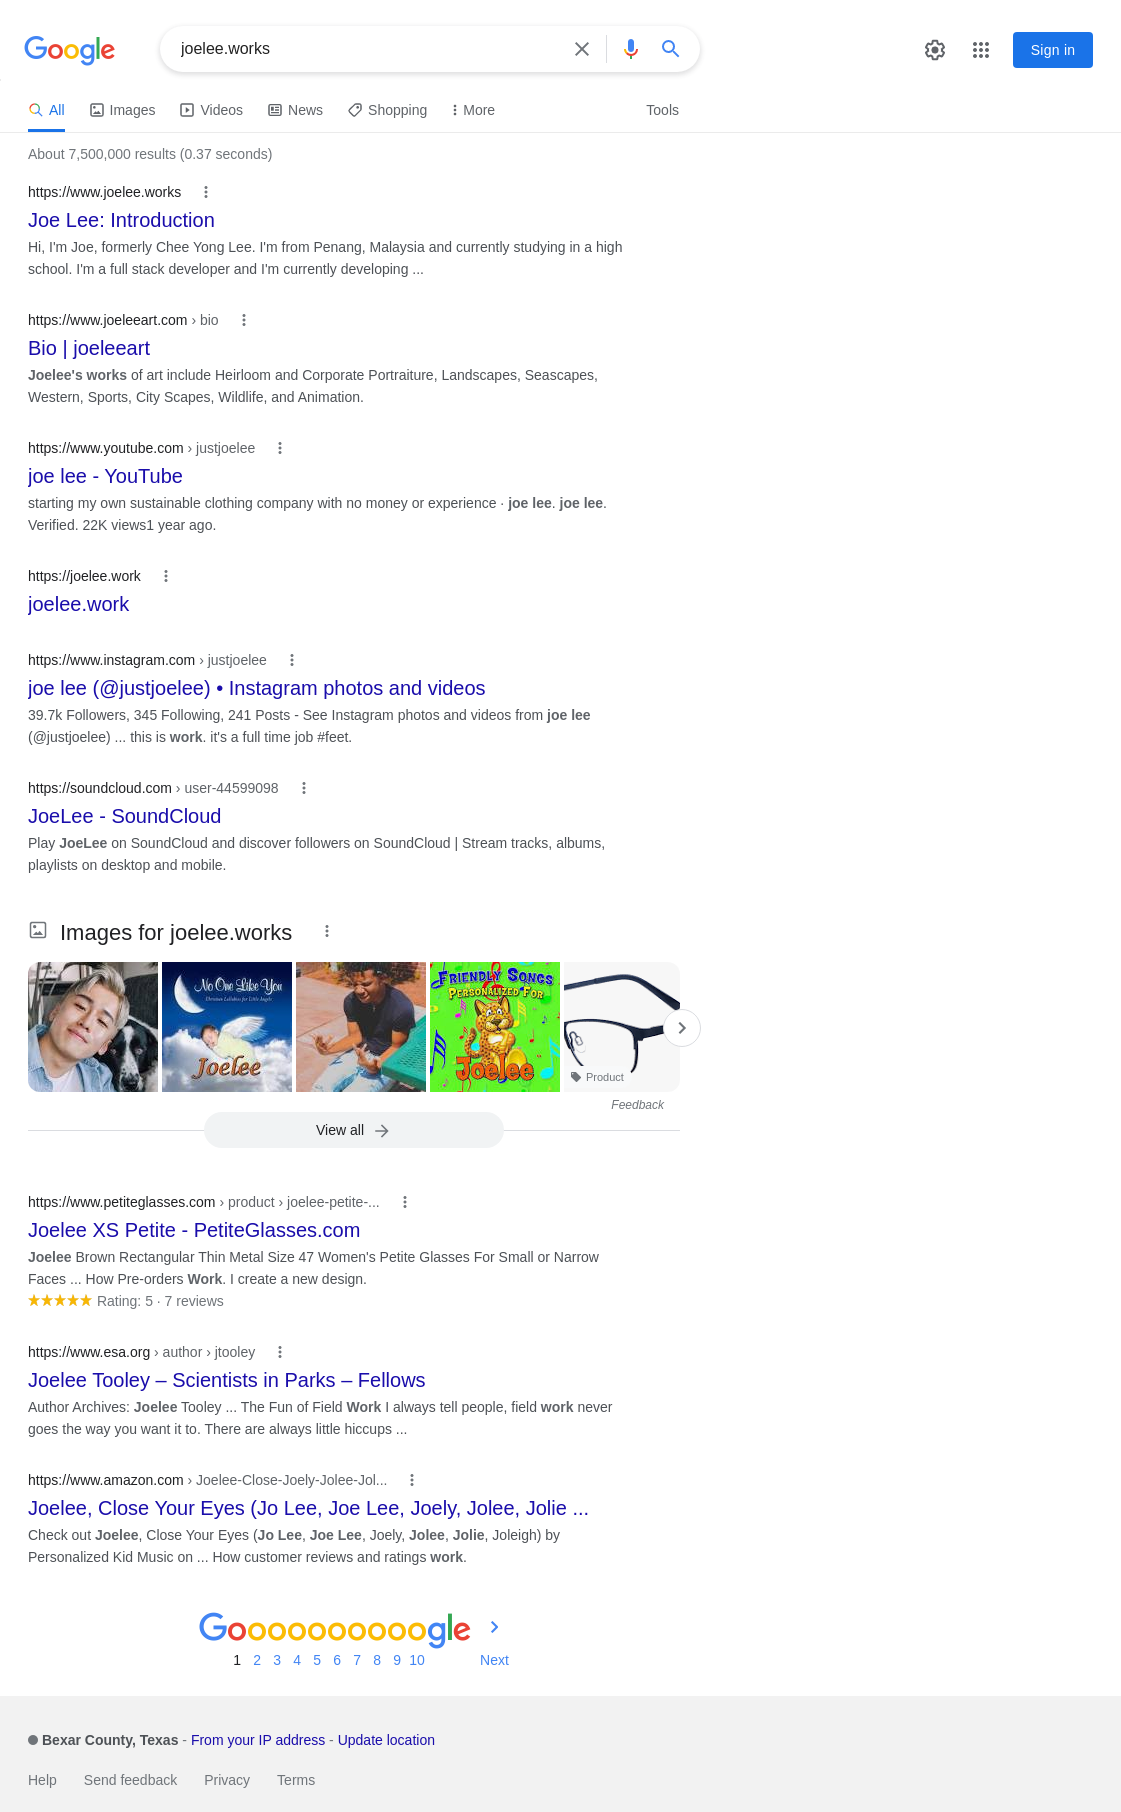 Google
joelee.works
Sign in
All Images Videos News Shopping More Tools
About 7,500,000 results (0.37 seconds)
https://www.joelee.works
Joe Lee: Introduction
Hi, I'm Joe, formerly Chee Yong Lee. I'm from Penang, Malaysia and currently studying in a high
school. I'm a full stack developer and I'm currently developing ...
https://www.joeleeart.com › bio
Bio | joeleeart
Joelee's works of art include Heirloom and Corporate Portraiture, Landscapes, Seascapes,
Western, Sports, City Scapes, Wildlife, and Animation.
https://www.youtube.com › justjoelee
joe lee - YouTube
starting my own sustainable clothing company with no money or experience · joe lee. joe lee.
Verified. 22K views1 year ago.
https://joelee.work
joelee.work
https://www.instagram.com › justjoelee
joe lee (@justjoelee) • Instagram photos and videos
39.7k Followers, 345 Following, 241 Posts - See Instagram photos and videos from joe lee
(@justjoelee) ... this is work. it's a full time job #feet.
https://soundcloud.com › user-44599098
JoeLee - SoundCloud
Play JoeLee on SoundCloud and discover followers on SoundCloud | Stream tracks, albums,
playlists on desktop and mobile.
Images for joelee.works
No One Like You
Christian Lullabies for Little Angels
Joelee
FRIENDLY SONGS
PERSONALIZED FOR
Joelee
Product
Feedback
View all
https://www.petiteglasses.com › product › joelee-petite-...
Joelee XS Petite - PetiteGlasses.com
Joelee Brown Rectangular Thin Metal Size 47 Women's Petite Glasses For Small or Narrow
Faces ... How Pre-orders Work. I create a new design.
Rating: 5 · 7 reviews
https://www.esa.org › author › jtooley
Joelee Tooley – Scientists in Parks – Fellows
Author Archives: Joelee Tooley ... The Fun of Field Work I always tell people, field work never
goes the way you want it to. There are always little hiccups ...
https://www.amazon.com › Joelee-Close-Joely-Jolee-Jol...
Joelee, Close Your Eyes (Jo Lee, Joe Lee, Joely, Jolee, Jolie ...
Check out Joelee, Close Your Eyes (Jo Lee, Joe Lee, Joely, Jolee, Jolie, Joleigh) by
Personalized Kid Music on ... How customer reviews and ratings work.
Goooooooooogle
1 2 3 4 5 6 7 8 9 10 Next
Bexar County, Texas - From your IP address - Update location
Help Send feedback Privacy Terms